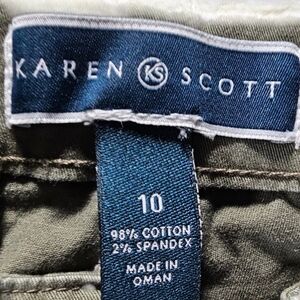 KAREN KS SCOTT
10
98% COTTON
2% SPANDEX
MADE IN
OMAN